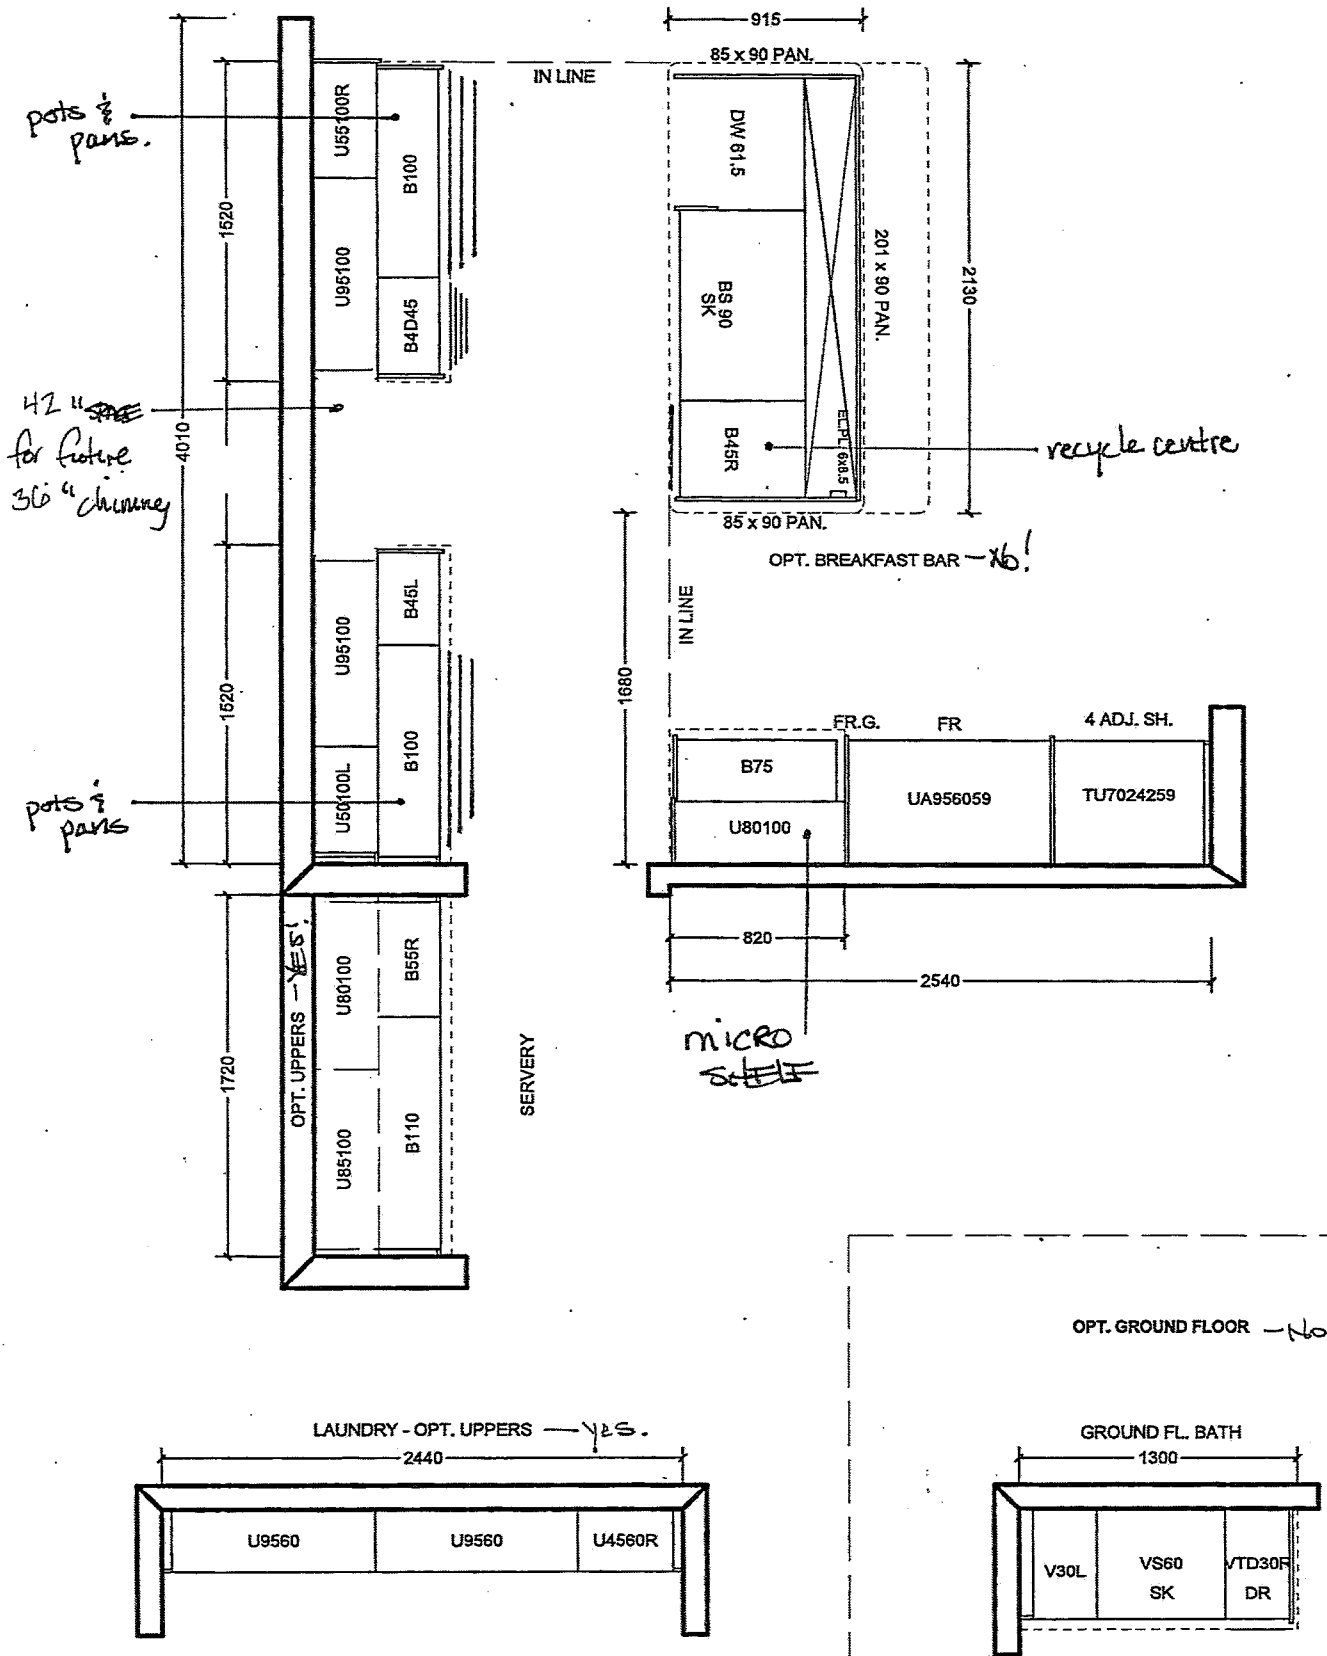 915
85 x 90 PAN.
IN LINE
pots &
pans.
U55100R
B100
DW 61.5
1520
U95100
B4D45
BS 90
SK
201 x 90 PAN.
2130
4010
42 "
for future
36 " chimney
B45R
EL.PL. 6x8.5
recycle centre
85 x 90 PAN.
OPT. BREAKFAST BAR - No!
IN LINE
1520
U95100
B45L
1680
U50100L
B100
pots &
pans
FR.G.
FR
4 ADJ. SH.
B75
U80100
UA956059
TU7024259
820
2540
MICRO
SHELF
OPT. UPPERS - YES!
U80100
B55R
1720
U85100
B110
SERVERY
OPT. GROUND FLOOR - No
LAUNDRY - OPT. UPPERS - YES.
2440
U9560
U9560
U4560R
GROUND FL. BATH
1300
V30L
VS60
SK
VTD30R
DR